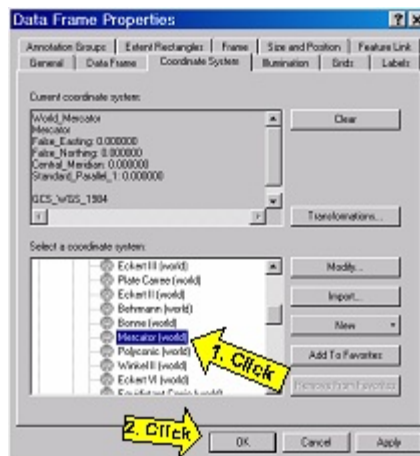 Data Frame Properties
Annotation Groups Extent Rectangles Frame Size and Position Feature Link
General Data Frame Coordinate System Illumination Grids Labels
Current coordinate system:
World_Mercator
Mercator
False_Easting: 0.000000
False_Northing: 0.000000
Central_Meridian: 0.000000
Standard_Parallel_1: 0.000000
GCS_WGS_1984
Clear
Transformations...
Select a coordinate system:
Eckert III (world)
Plate Carree (world)
Eckert II (world)
Behrmann (world)
Bonne (world)
Mercator (world)
Polyconic (world)
Winkel II (world)
Eckert VI (world)
Equidistant Conic (world)
Modify...
Import...
New
Add To Favorites
Remove From Favorites
1. Click
2. Click
OK Cancel Apply